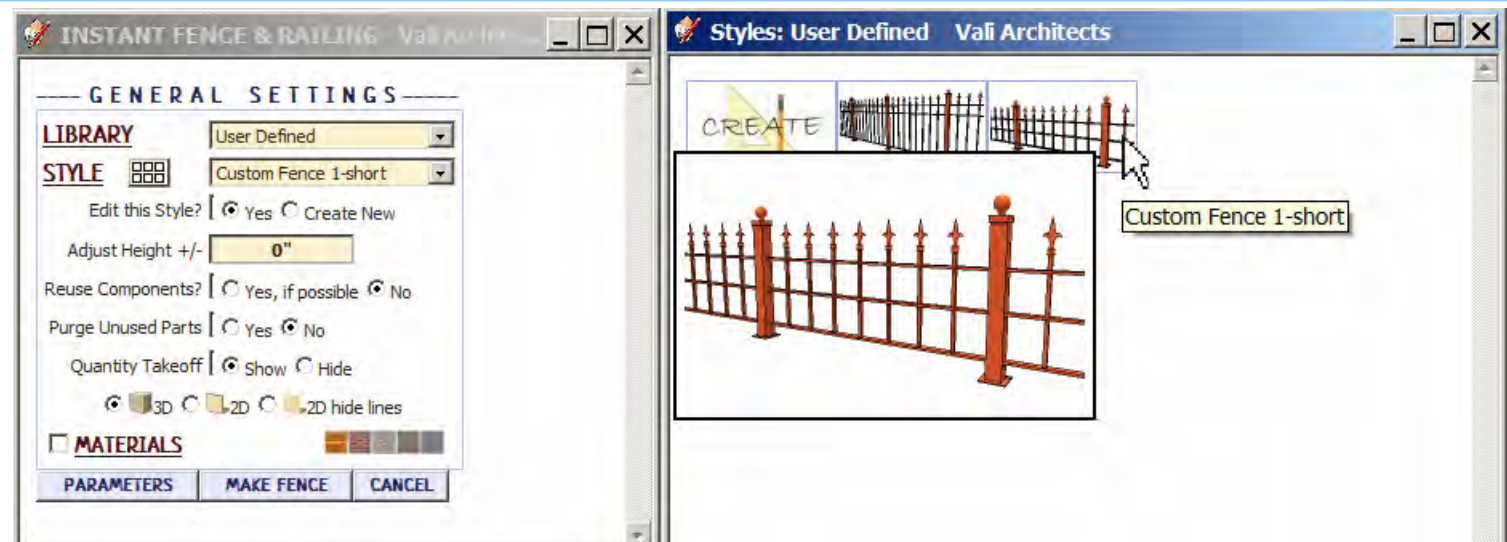 INSTANT FENCE & RAILING
GENERAL SETTINGS
LIBRARY User Defined
STYLE Custom Fence 1-short
Edit this Style? Yes Create New
Adjust Height +/- 0"
Reuse Components? Yes, if possible No
Purge Unused Parts Yes No
Quantity Takeoff Show Hide
3D 2D 2D hide lines
MATERIALS
PARAMETERS MAKE FENCE CANCEL
Styles: User Defined Vali Architects
CREATE
Custom Fence 1-short